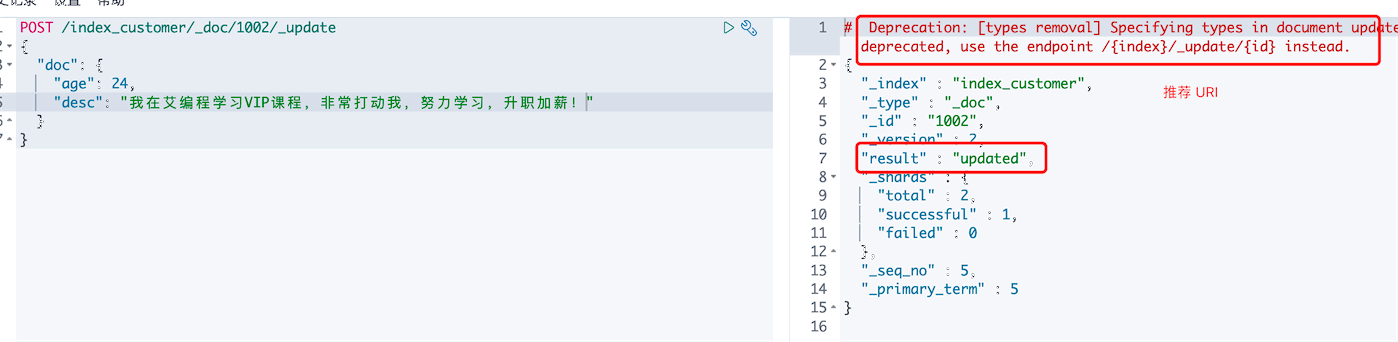 史记录 设置 帮助
POST /index_customer/_doc/1002/_update
{
"doc": {
"age": 24,
"desc": "我在艾编程学习VIP课程，非常打动我，努力学习，升职加薪！"
}
}
1 # Deprecation: [types removal] Specifying types in document update
deprecated, use the endpoint /{index}/_update/{id} instead.
2 {
3 "_index" : "index_customer",
推荐 URI
4 "_type" : "_doc",
5 "_id" : "1002",
6 "_version" : 2,
7 "result" : "updated",
8 "_shards" : {
9 "total" : 2,
10 "successful" : 1,
11 "failed" : 0
12 },
13 "_seq_no" : 5,
14 "_primary_term" : 5
15 }
16